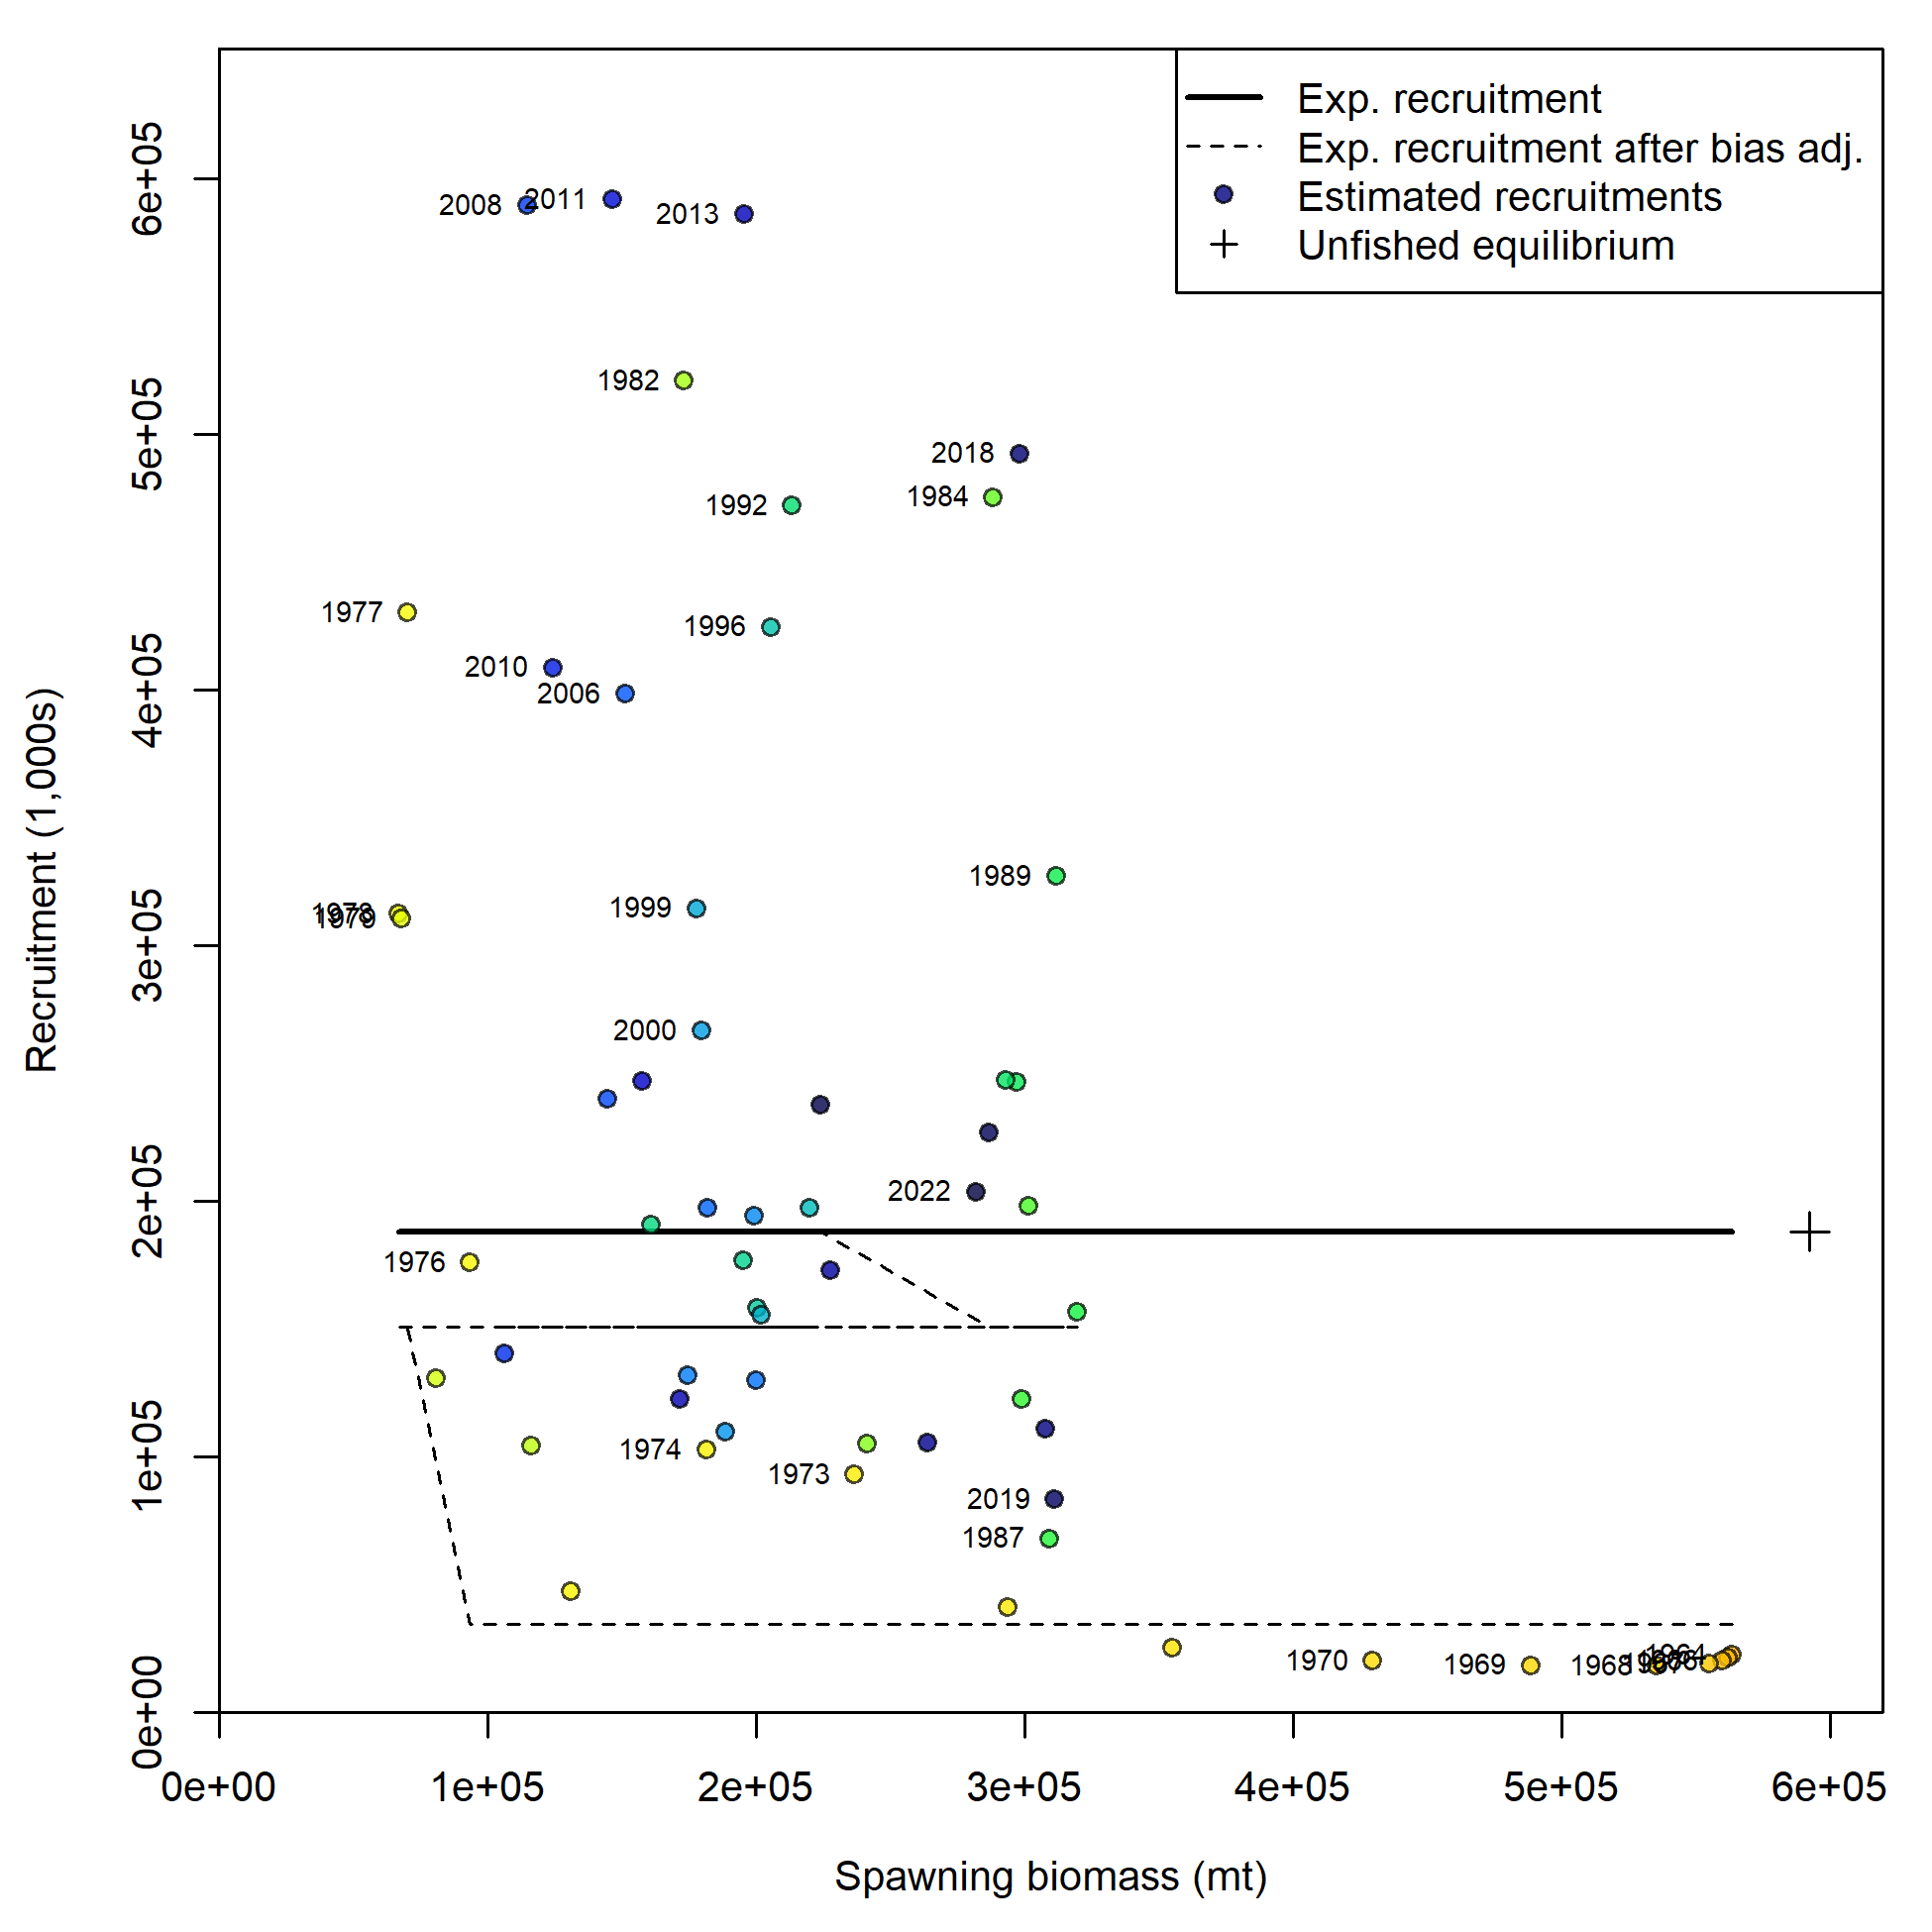 Exp. recruitment
Exp. recruitment after bias adj.
Estimated recruitments
Unfished equilibrium
6e+05
5e+05
4e+05
3e+05
2e+05
1e+05
0e+00
Recruitment (1,000s)
2008
2011
2013
1982
2018
1984
1992
1977
1996
2010
2006
1989
1999
1978
1979
2000
2022
1976
1974
1973
2019
1987
1970
1969
1968
1964
0e+00
1e+05
2e+05
3e+05
4e+05
5e+05
6e+05
Spawning biomass (mt)